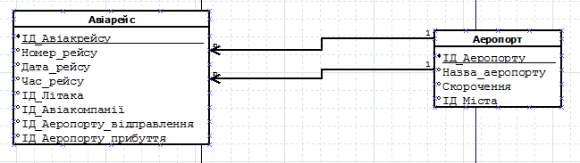 Авіарейс
ІД_Авіакрейсу
Номер_рейсу
Дата_рейсу
Час_рейсу
ІД_Літака
ІД_Авіакомпанії
ІД_Аеропорту_відправлення
ІД_Аеропорту_прибуття
1
1
Аеропорт
ІД_Аеропорту
Назва_аеропорту
Скорочення
ІД_Міста